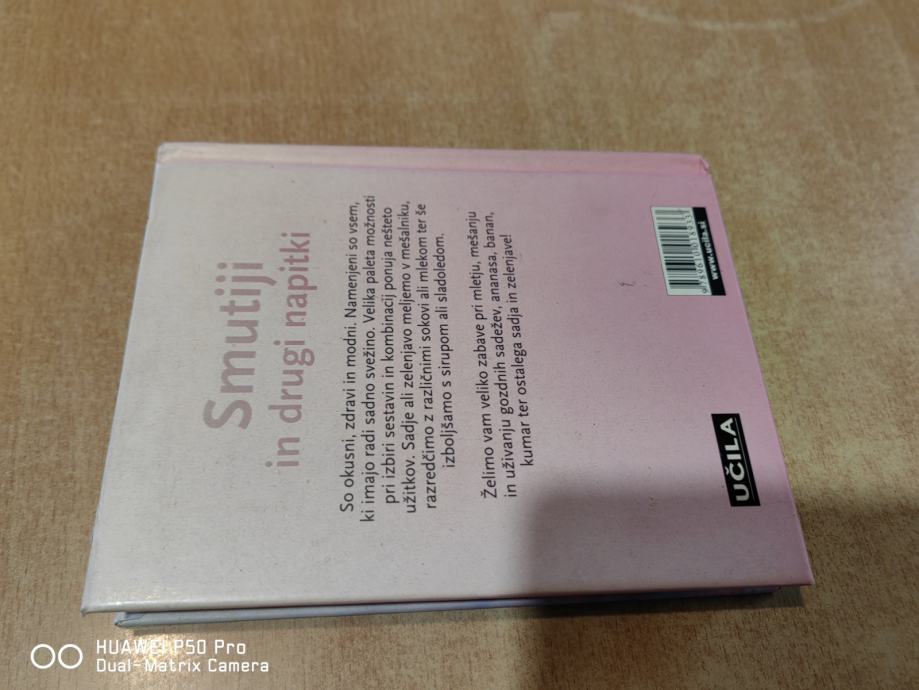 Smutiji
in drugi napitki
So okusni, zdravi in modni. Namenjeni so vsem,
ki imajo radi sadno svežino. Velika paleta možnosti
pri izbiri sestavin in kombinacij ponuja nešteto
užitkov. Sadje ali zelenjavo meljemo v mešalniku,
razredčimo z različnimi sokovi ali mlekom ter še
izboljšamo s sirupom ali sladoledom.
Želimo vam veliko zabave pri mletju, mešanju
in uživanju gozdnih sadežev, ananasa, banan,
kumar ter ostalega sadja in zelenjave!
UČILA
www.ucila.si
HUAWEI P50 Pro
Dual-Matrix Camera